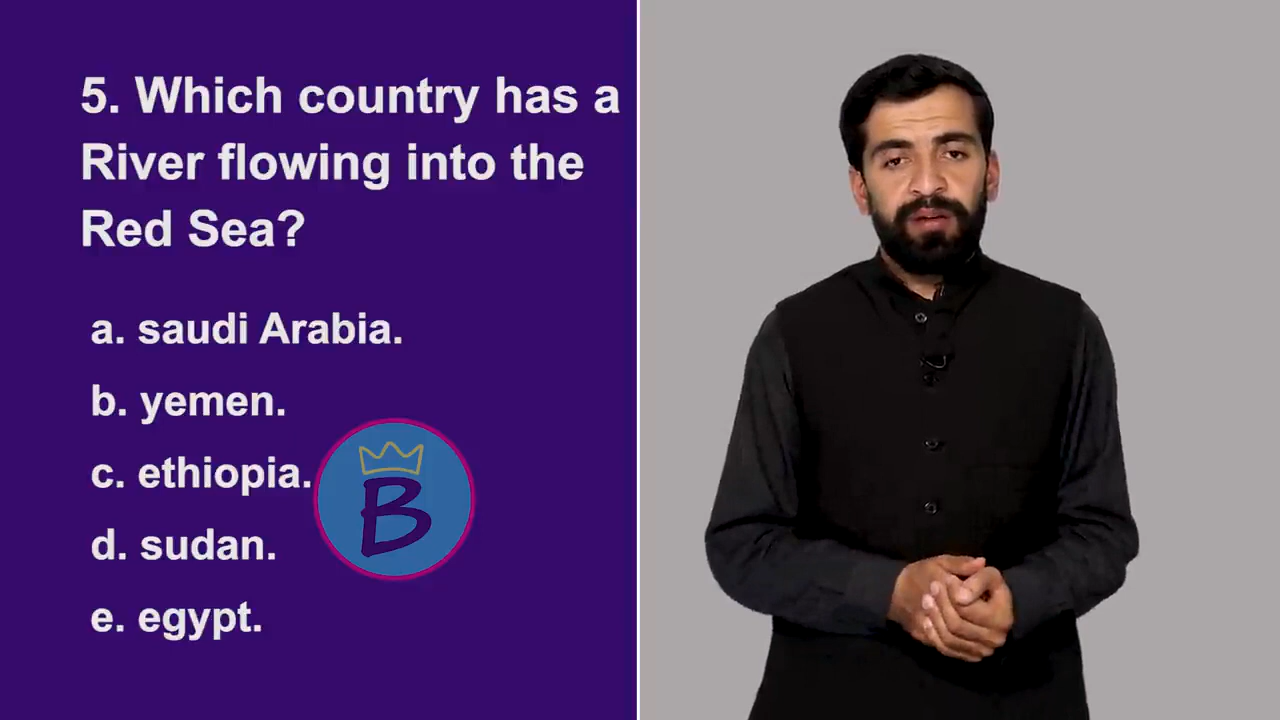 5. Which country has a
River flowing into the
Red Sea?
a. saudi Arabia.
b. yemen.
c. ethiopia.
d. sudan.
e. egypt.
B